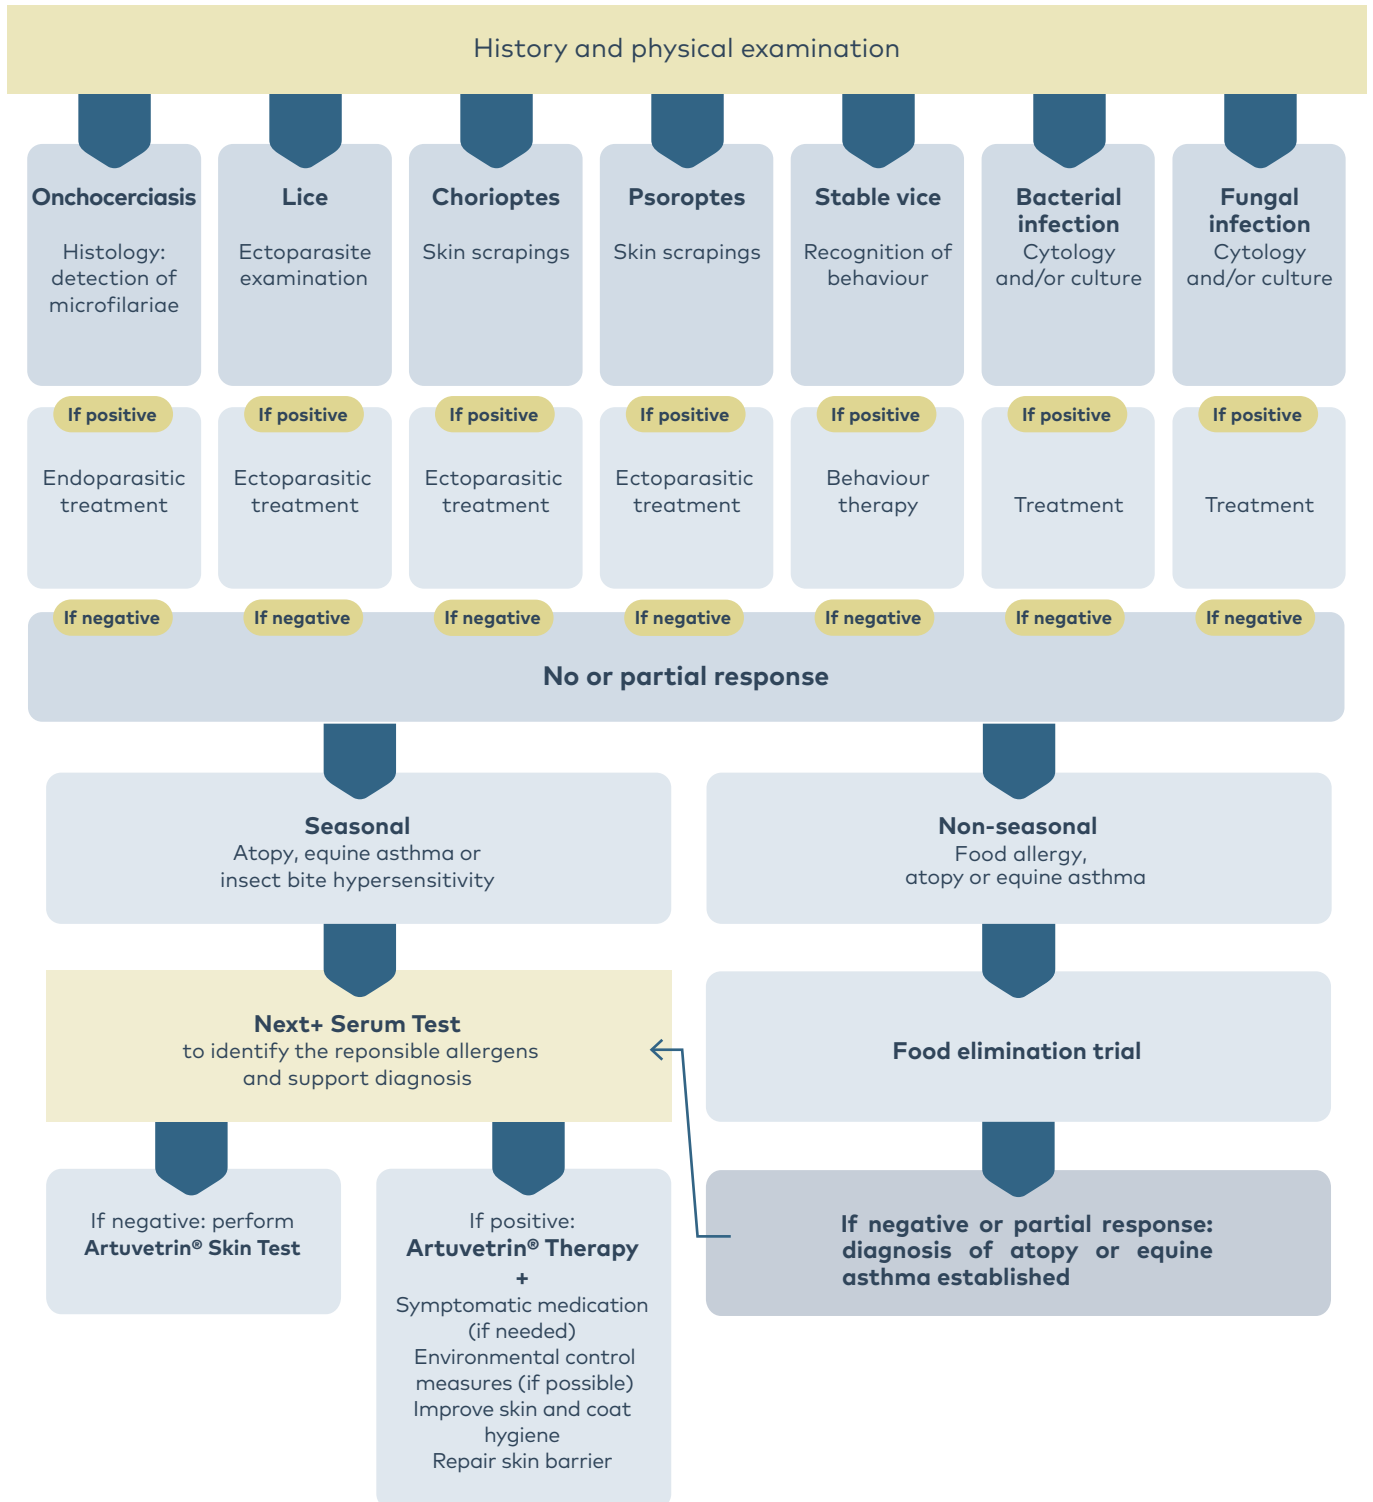 History and physical examination
Onchocerciasis
Histology:
detection of
microfilariae
Lice
Ectoparasite
examination
Chorioptes
Skin scrapings
Psoroptes
Skin scrapings
Stable vice
Recognition of
behaviour
Bacterial
infection
Cytology
and/or culture
Fungal
infection
Cytology
and/or culture
If positive
If positive
If positive
If positive
If positive
If positive
If positive
Endoparasitic
treatment
Ectoparasitic
treatment
Ectoparasitic
treatment
Ectoparasitic
treatment
Behaviour
therapy
Treatment
Treatment
If negative
If negative
If negative
If negative
If negative
If negative
If negative
No or partial response
Seasonal
Atopy, equine asthma or
insect bite hypersensitivity
Non-seasonal
Food allergy,
atopy or equine asthma
Next+ Serum Test
to identify the reponsible allergens
and support diagnosis
Food elimination trial
If negative: perform
Artuvetrin® Skin Test
If positive:
Artuvetrin® Therapy
+
Symptomatic medication
(if needed)
Environmental control
measures (if possible)
Improve skin and coat
hygiene
Repair skin barrier
If negative or partial response:
diagnosis of atopy or equine
asthma established